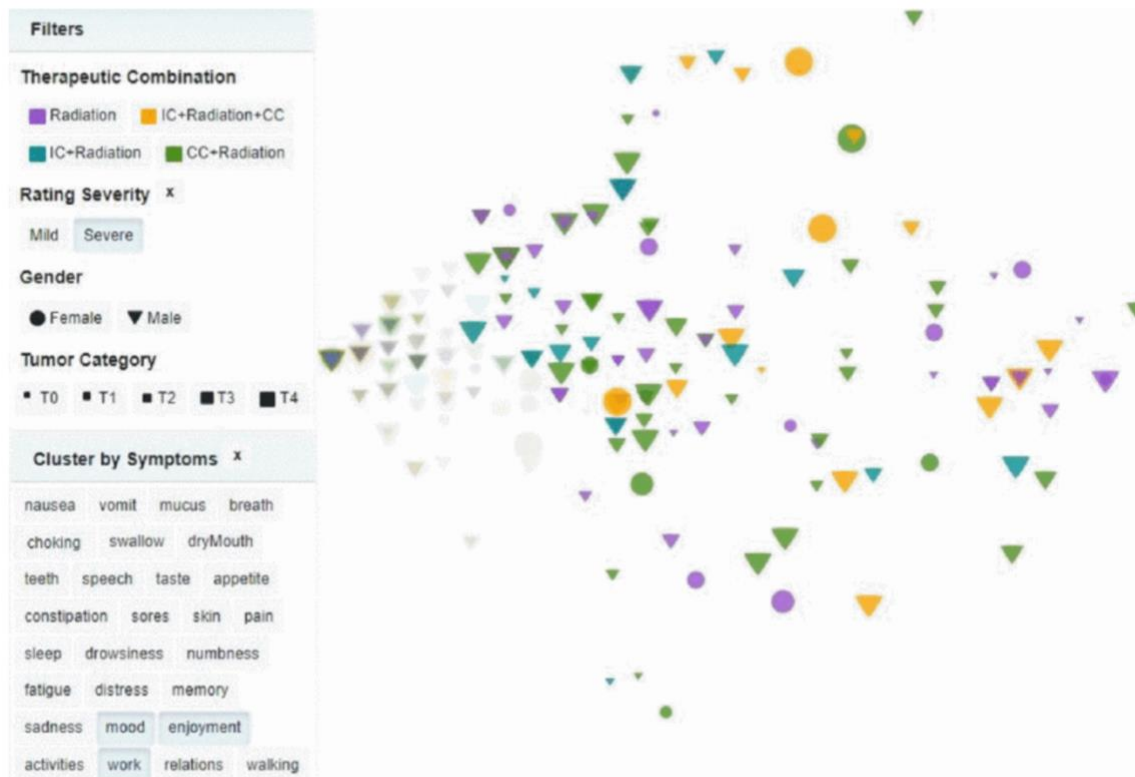 Filters
Therapeutic Combination
Radiation IC+Radiation+CC
IC+Radiation CC+Radiation
Rating Severity x
Mild Severe
Gender
Female Male
Tumor Category
T0 T1 T2 T3 T4
Cluster by Symptoms x
nausea vomit mucus breath
choking swallow dryMouth
teeth speech taste appetite
constipation sores skin pain
sleep drowsiness numbness
fatigue distress memory
sadness mood enjoyment
activities work relations walking